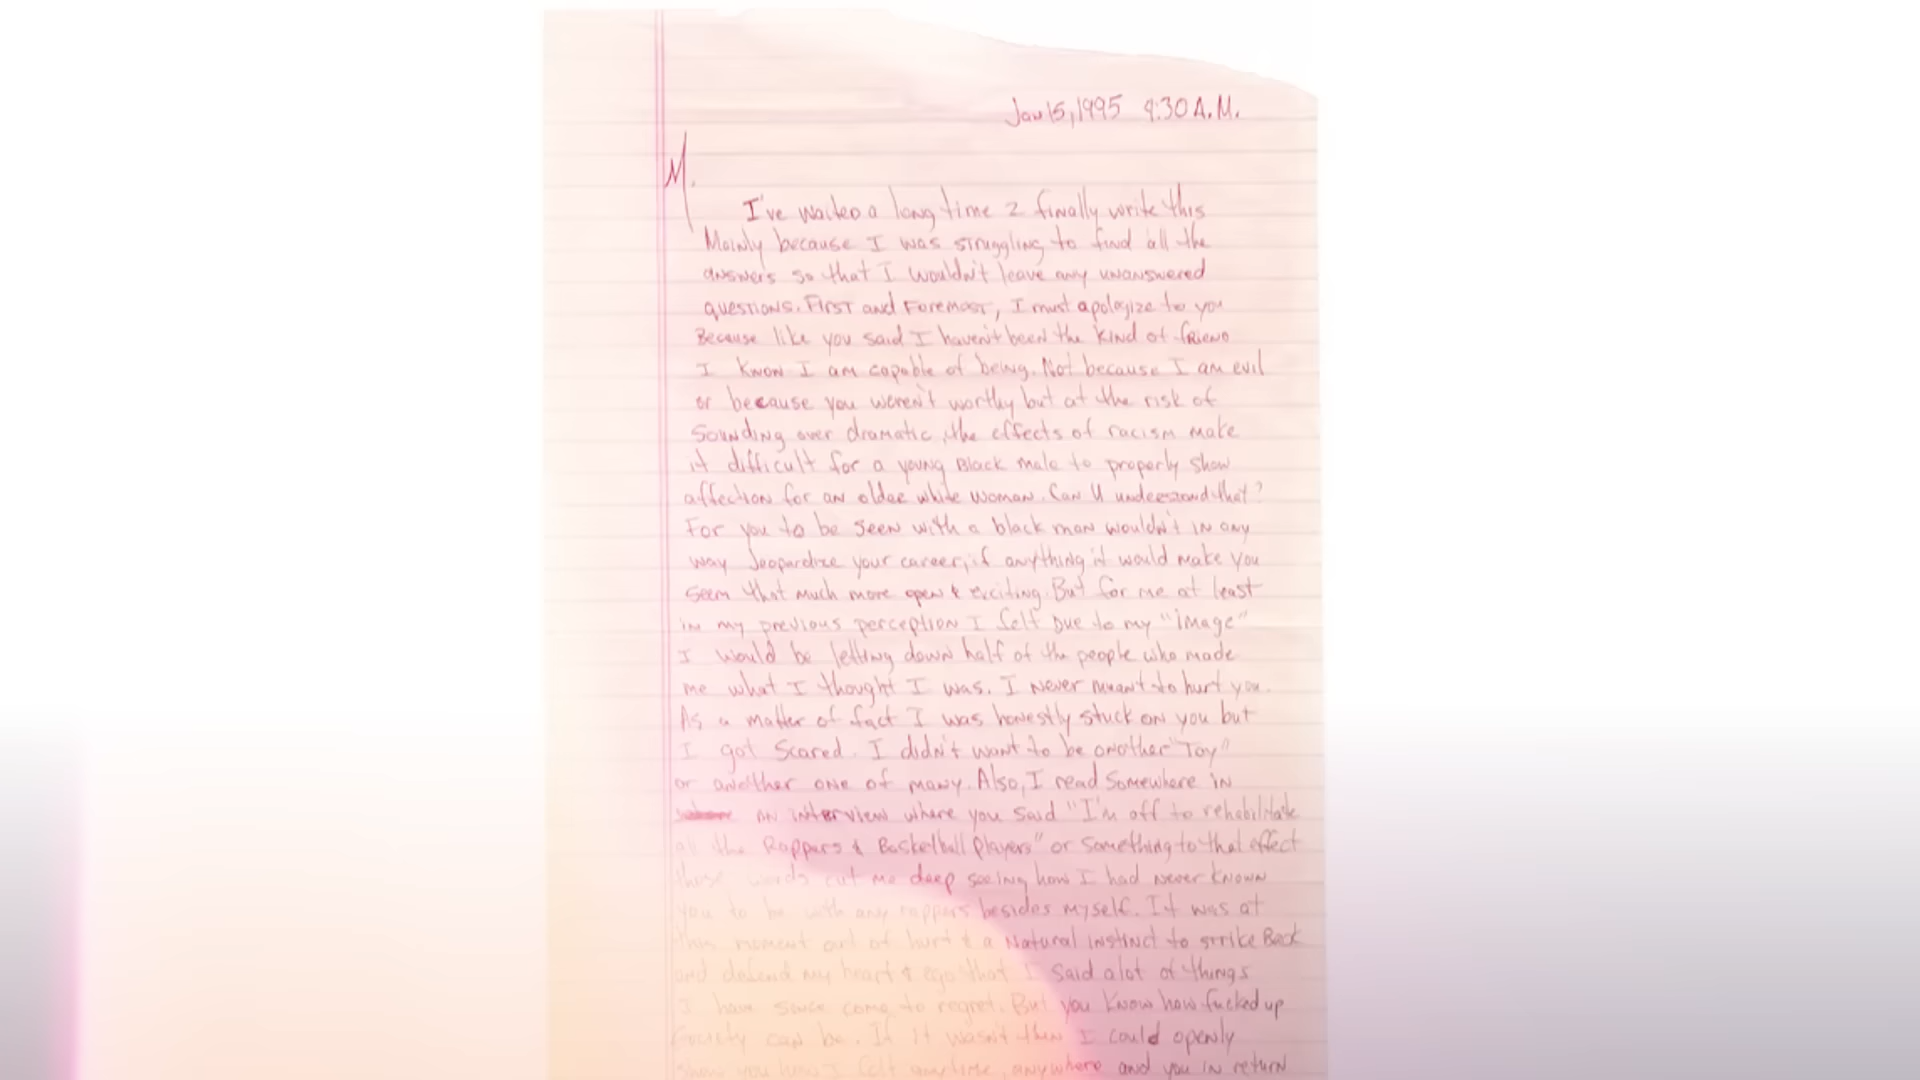 Jan 15, 1995 4:30 A.M.
M.
I've waited a long time 2 finally write this
Mainly because I was struggling to find all the
answers so that I wouldn't leave any unanswered
questions. First and Foremost, I must apologize to you
Because like you said I haven't been the kind of friend
I know I am capable of being. Not because I am evil
or because you weren't worthy but at the risk of
sounding over dramatic, the effects of racism make
it difficult for a young Black male to properly show
affection for an older white woman. Can U understand that?
For you to be seen with a black man wouldn't in any
way Jeopardize your career, if anything it would make you
seem that much more open & exciting. But for me at least
in my previous perception I felt Due to my "image"
I would be letting down half of the people who made
me what I thought I was. I never meant to hurt you.
As a matter of fact I was honestly stuck on you but
I got scared. I didn't want to be another "Toy"
or another one of many. Also, I read somewhere in
an interview where you said "I'm off to rehabilitate
all the Rappers & Basketball Players" or something to that effect
those words cut me deep seeing how I had never known
you to be with any rappers besides myself. It was at
this moment out of hurt & a Natural instinct to strike Back
and defend my heart & ego that I said alot of things
I have since come to regret. But you know how fucked up
society can be. If it wasn't then I could openly
show you how I felt anytime, anywhere and you in return